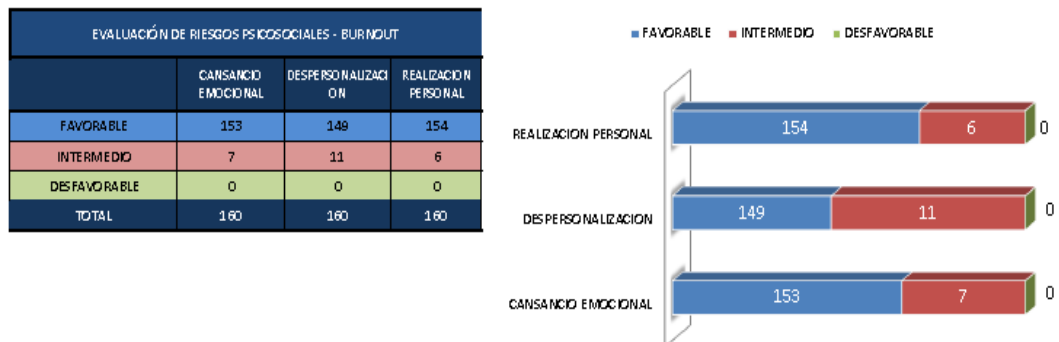 EVALUACIÓN DE RIESGOS PSICOSOCIALES - BURNOUT
CANSANCIO EMOCIONAL DESPERSONALIZACI ON REALIZACION PERSONAL
FAVORABLE 153 149 154
INTERMEDIO 7 11 6
DESFAVORABLE 0 0 0
TOTAL 160 160 160
FAVORABLE INTERMEDIO DESFAVORABLE
REALIZACION PERSONAL 154 6 0
DESPERSONALIZACION 149 11 0
CANSANCIO EMOCIONAL 153 7 0